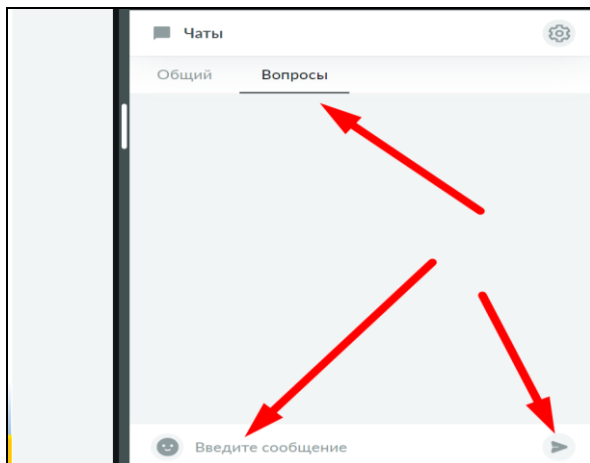 Чаты
Общий Вопросы
Введите сообщение